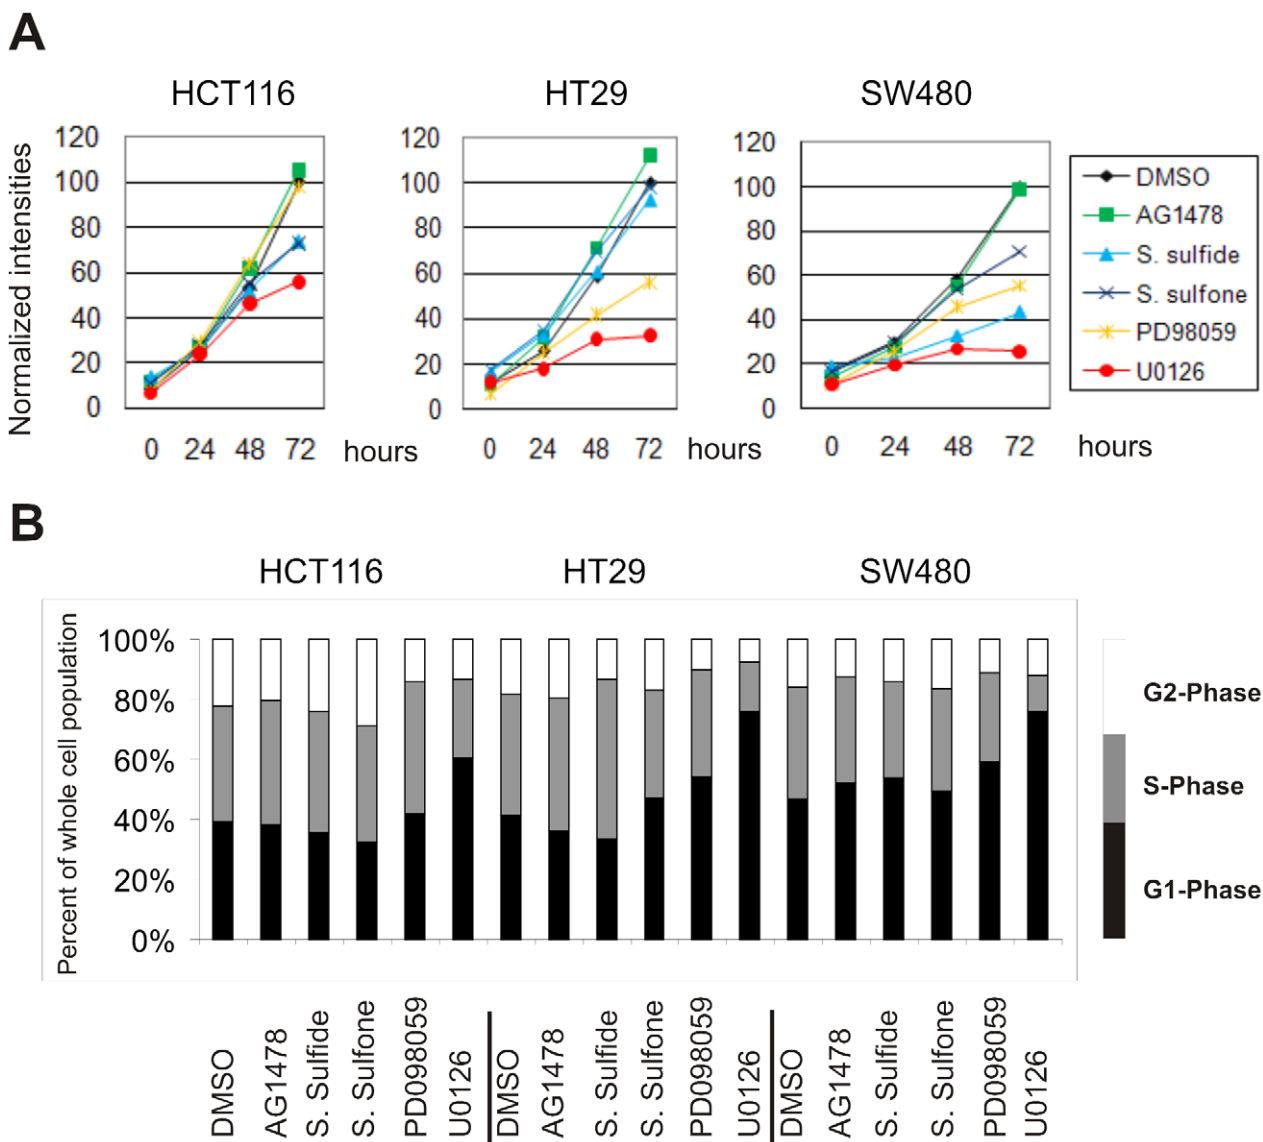 A
HCT116
HT29
SW480
Normalized intensities
120
100
80
60
40
20
0
0 24 48 72 hours
120
100
80
60
40
20
0
0 24 48 72 hours
120
100
80
60
40
20
0
0 24 48 72 hours
DMSO
AG1478
S. sulfide
S. sulfone
PD98059
U0126
B
HCT116
HT29
SW480
Percent of whole cell population
100%
80%
60%
40%
20%
0%
G2-Phase
S-Phase
G1-Phase
DMSO
AG1478
S. Sulfide
S. Sulfone
PD098059
U0126
DMSO
AG1478
S. Sulfide
S. Sulfone
PD098059
U0126
DMSO
AG1478
S. Sulfide
S. Sulfone
PD098059
U0126